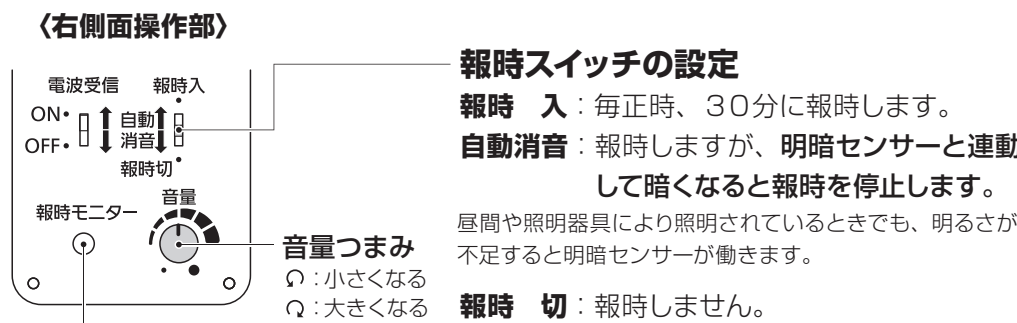 〈右側面操作部〉
電波受信 報時入
ON
OFF
自動
消音
報時切
報時モニター
音量
音量つまみ
：小さくなる
：大きくなる
報時スイッチの設定
報時　入：毎正時、３０分に報時します。
自動消音：報時しますが、明暗センサーと連動
して暗くなると報時を停止します。
昼間や照明器具により照明されているときでも、明るさが
不足すると明暗センサーが働きます。
報時　切：報時しません。